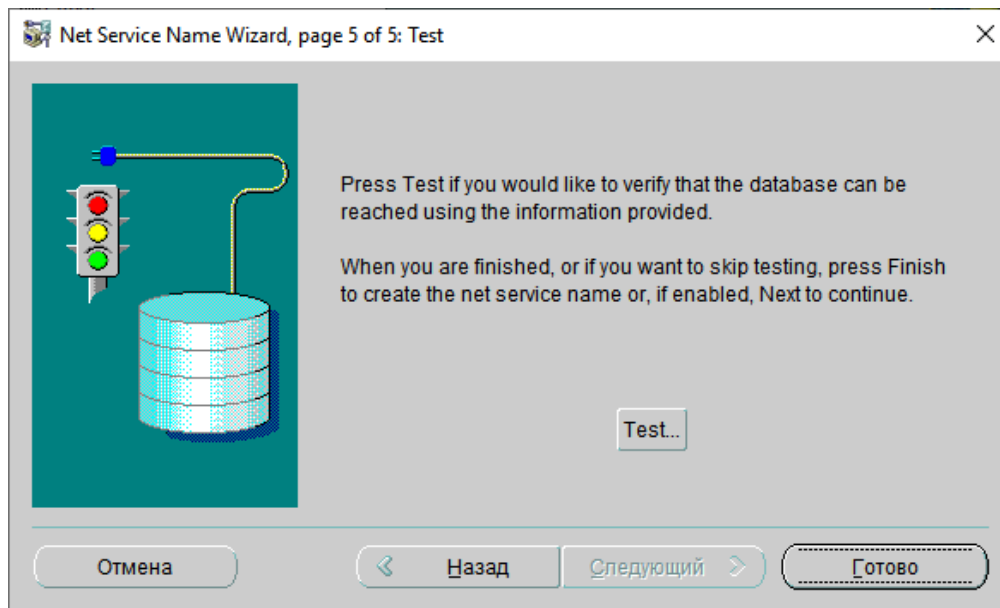 Net Service Name Wizard, page 5 of 5: Test
Press Test if you would like to verify that the database can be
reached using the information provided.
When you are finished, or if you want to skip testing, press Finish
to create the net service name or, if enabled, Next to continue.
Test...
Отмена
Назад
Следующий
Готово